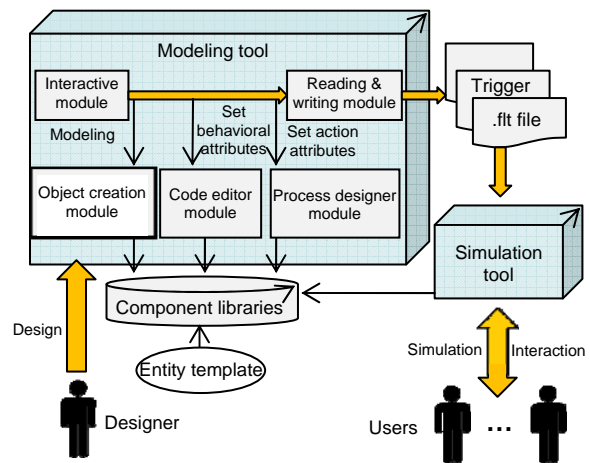 Modeling tool
Interactive
module
Reading &
writing module
Trigger
.flt file
Modeling
Set
behavioral
attributes
Set action
attributes
Object creation
module
Code editor
module
Process designer
module
Simulation
tool
Component libraries
Design
Entity template
Simulation
Interaction
Designer
Users
...